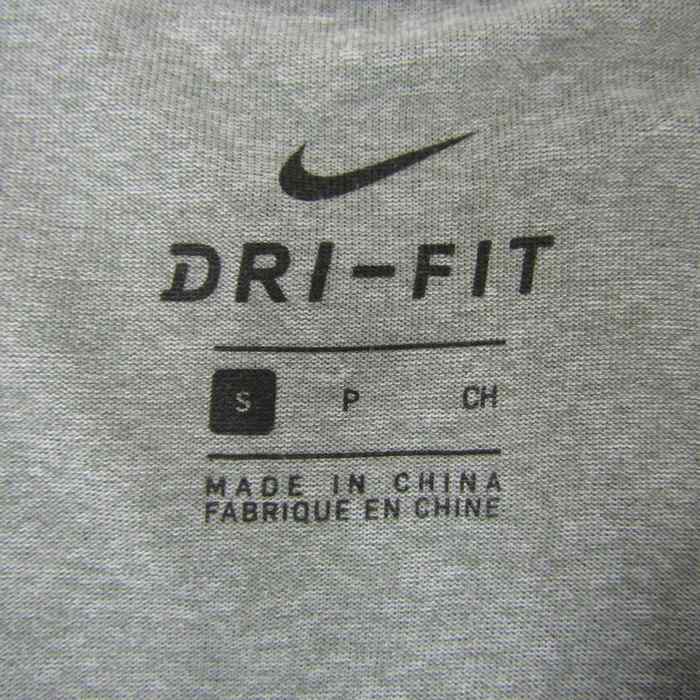 DRI-FIT
S P CH
MADE IN CHINA
FABRIQUE EN CHINE